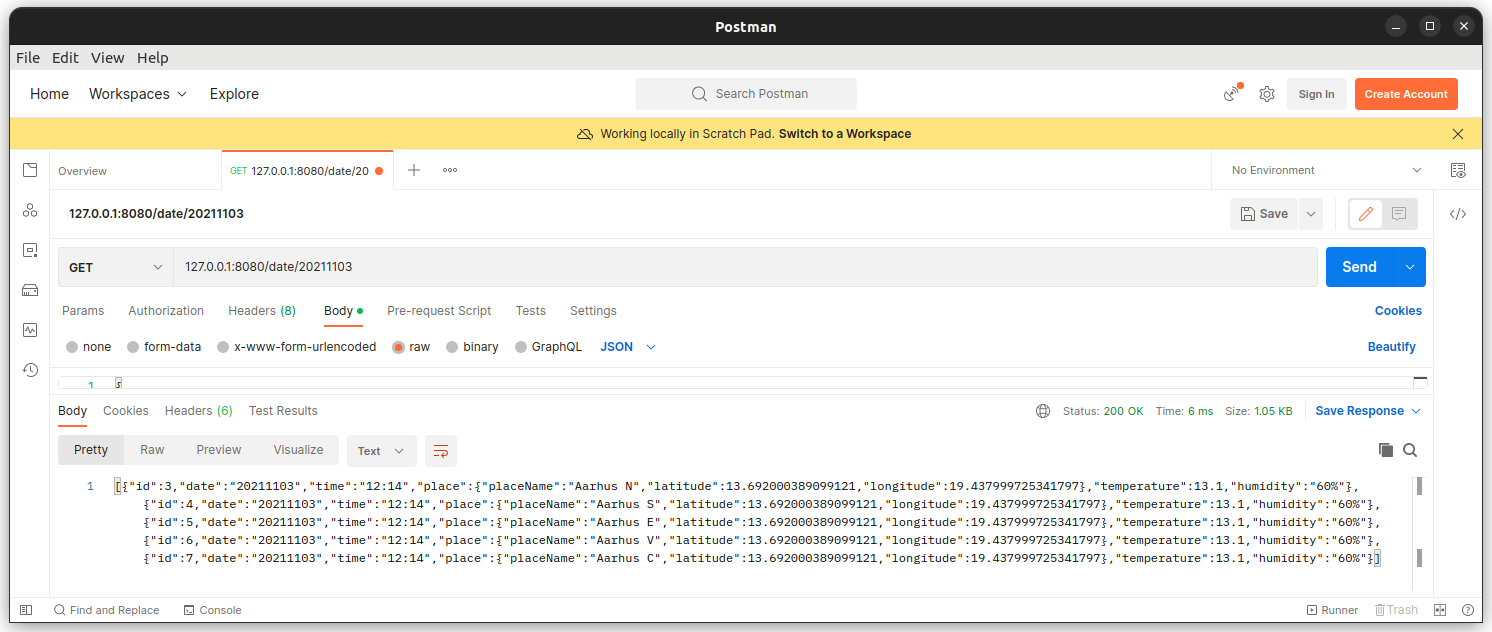 Postman
File Edit View Help
Home Workspaces Explore Search Postman Sign In Create Account
Working locally in Scratch Pad. Switch to a Workspace
Overview GET 127.0.0.1:8080/date/20 No Environment
127.0.0.1:8080/date/20211103 Save
GET 127.0.0.1:8080/date/20211103 Send
Params Authorization Headers (8) Body Pre-request Script Tests Settings Cookies
none form-data x-www-form-urlencoded raw binary GraphQL JSON Beautify
1 {
Body Cookies Headers (6) Test Results Status: 200 OK Time: 6 ms Size: 1.05 KB Save Response
Pretty Raw Preview Visualize Text
1 [{"id":3,"date":"20211103","time":"12:14","place":{"placeName":"Aarhus N","latitude":13.692000389099121,"longitude":19.437999725341797},"temperature":13.1,"humidity":"60%"},
{"id":4,"date":"20211103","time":"12:14","place":{"placeName":"Aarhus S","latitude":13.692000389099121,"longitude":19.437999725341797},"temperature":13.1,"humidity":"60%"},
{"id":5,"date":"20211103","time":"12:14","place":{"placeName":"Aarhus E","latitude":13.692000389099121,"longitude":19.437999725341797},"temperature":13.1,"humidity":"60%"},
{"id":6,"date":"20211103","time":"12:14","place":{"placeName":"Aarhus V","latitude":13.692000389099121,"longitude":19.437999725341797},"temperature":13.1,"humidity":"60%"},
{"id":7,"date":"20211103","time":"12:14","place":{"placeName":"Aarhus C","latitude":13.692000389099121,"longitude":19.437999725341797},"temperature":13.1,"humidity":"60%"}]
Find and Replace Console Runner Trash